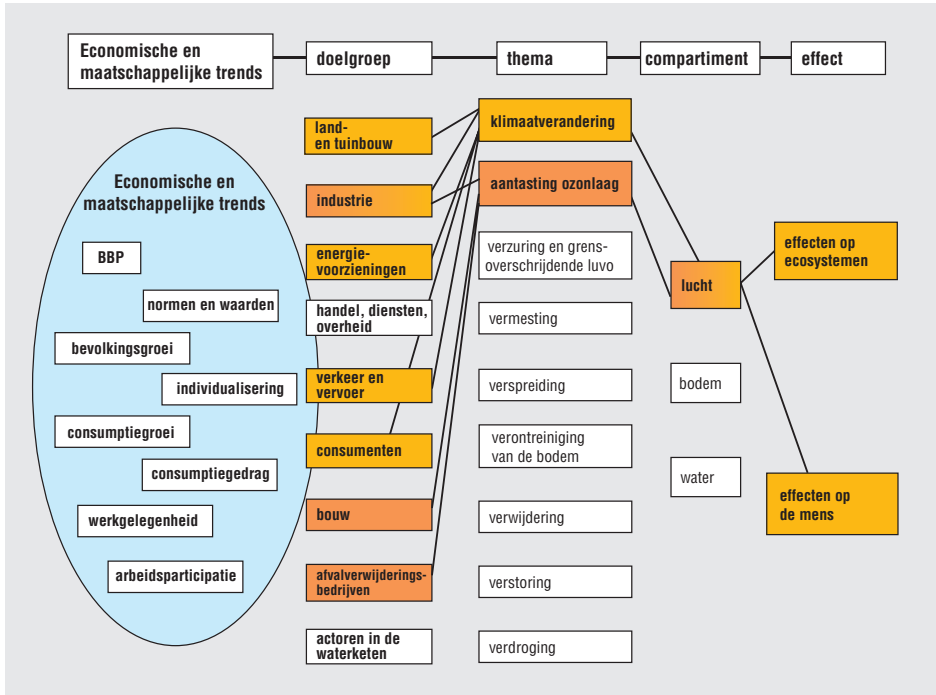 Economische en
maatschappelijke trends
doelgroep
thema
compartiment
effect
Economische en
maatschappelijke trends
BBP
normen en waarden
bevolkingsgroei
individualisering
consumptiegroei
consumptiegedrag
werkgelegenheid
arbeidsparticipatie
land-
en tuinbouw
industrie
energie-
voorzieningen
handel, diensten,
overheid
verkeer en
vervoer
consumenten
bouw
afvalverwijderings-
bedrijven
actoren in de
waterketen
klimaatverandering
aantasting ozonlaag
verzuring en grens-
overschrijdende luvo
vermesting
verspreiding
verontreiniging
van de bodem
verwijdering
verstoring
verdroging
lucht
bodem
water
effecten op
ecosystemen
effecten op
de mens